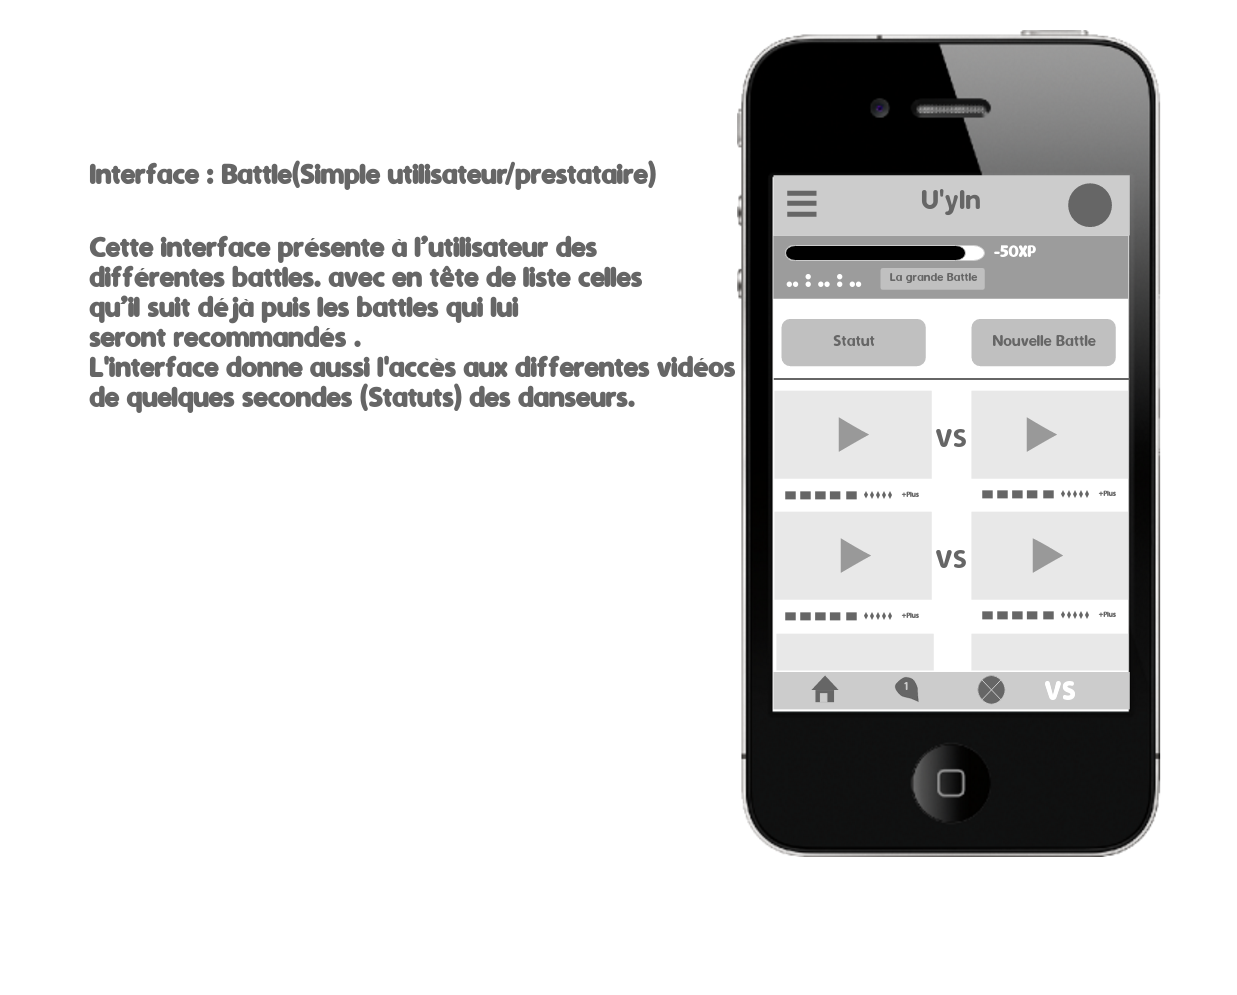 Interface : Battle(Simple utilisateur/prestataire)
Cette interface présente à l'utilisateur des
différentes battles. avec en tête de liste celles
qu'il suit déjà puis les battles qui lui
seront recommandés .
L'interface donne aussi l'accès aux differentes vidéos
de quelques secondes (Statuts) des danseurs.
U'yIn
-50XP
La grande Battle
Statut
Nouvelle Battle
VS
+Plus
+Plus
VS
+Plus
+Plus
1
VS